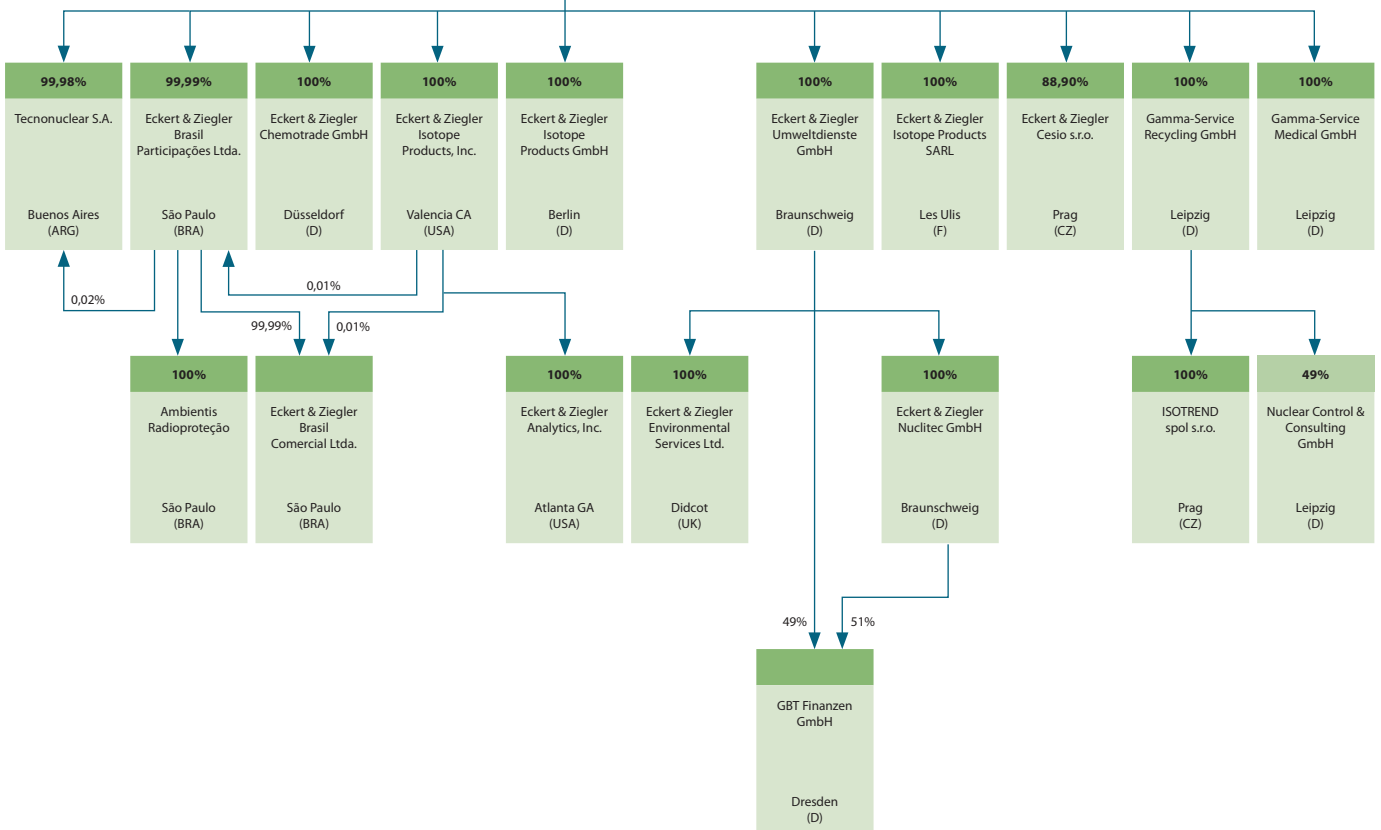 99,98%
Tecnonuclear S.A.
Buenos Aires
(ARG)
99,99%
Eckert & Ziegler
Brasil
Participações Ltda.
São Paulo
(BRA)
100%
Eckert & Ziegler
Chemotrade GmbH
Düsseldorf
(D)
100%
Eckert & Ziegler
Isotope
Products, Inc.
Valencia CA
(USA)
100%
Eckert & Ziegler
Isotope
Products GmbH
Berlin
(D)
100%
Eckert & Ziegler
Umweltdienste
GmbH
Braunschweig
(D)
100%
Eckert & Ziegler
Isotope Products
SARL
Les Ulis
(F)
88,90%
Eckert & Ziegler
Cesio s.r.o.
Prag
(CZ)
100%
Gamma-Service
Recycling GmbH
Leipzig
(D)
100%
Gamma-Service
Medical GmbH
Leipzig
(D)
0,02%
0,01%
99,99%
0,01%
100%
Ambientis
Radioproteção
São Paulo
(BRA)
Eckert & Ziegler
Brasil
Comercial Ltda.
São Paulo
(BRA)
100%
Eckert & Ziegler
Analytics, Inc.
Atlanta GA
(USA)
100%
Eckert & Ziegler
Environmental
Services Ltd.
Didcot
(UK)
100%
Eckert & Ziegler
Nuclitec GmbH
Braunschweig
(D)
100%
ISOTREND
spol s.r.o.
Prag
(CZ)
49%
Nuclear Control &
Consulting
GmbH
Leipzig
(D)
49%
51%
GBT Finanzen
GmbH
Dresden
(D)